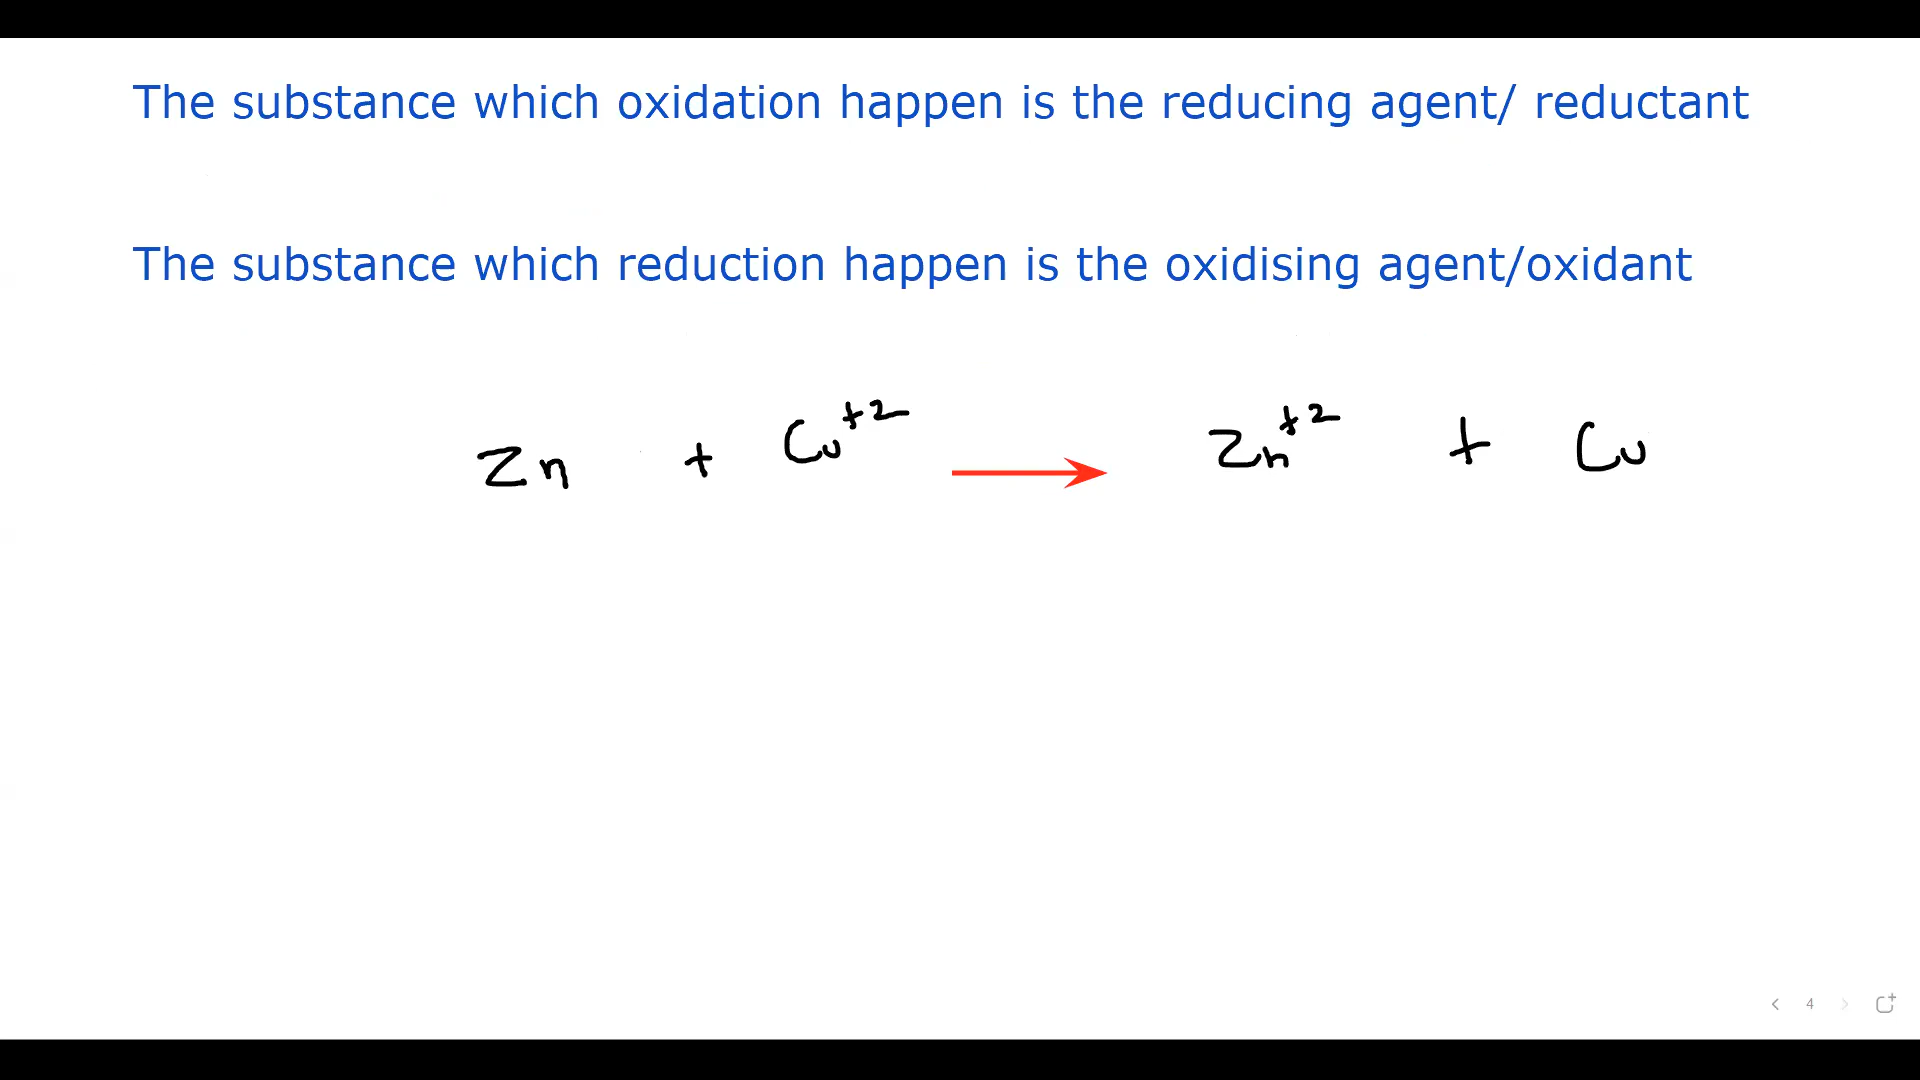 The substance which oxidation happen is the reducing agent/ reductant
The substance which reduction happen is the oxidising agent/oxidant
Zn + Cu⁺² → Zn⁺² + Cu
4